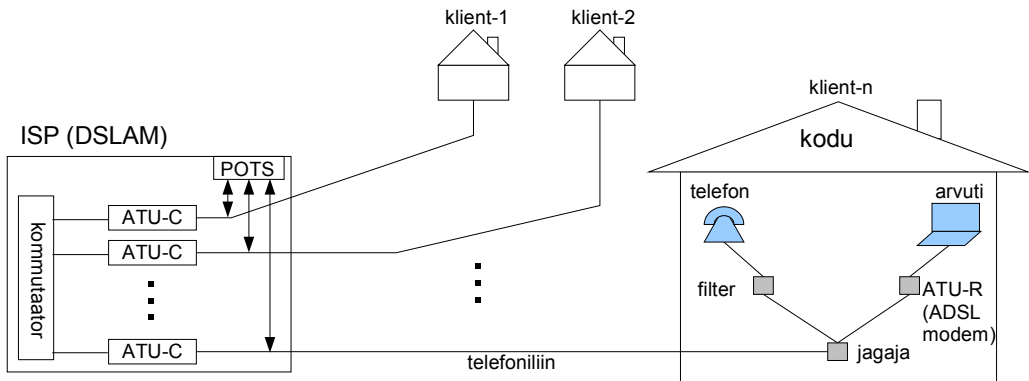 klient-1
klient-2
klient-n
kodu
ISP (DSLAM)
POTS
kommutaaator
ATU-C
ATU-C
ATU-C
telefoniliin
telefon
arvuti
filter
ATU-R
(ADSL
modem)
jagaja